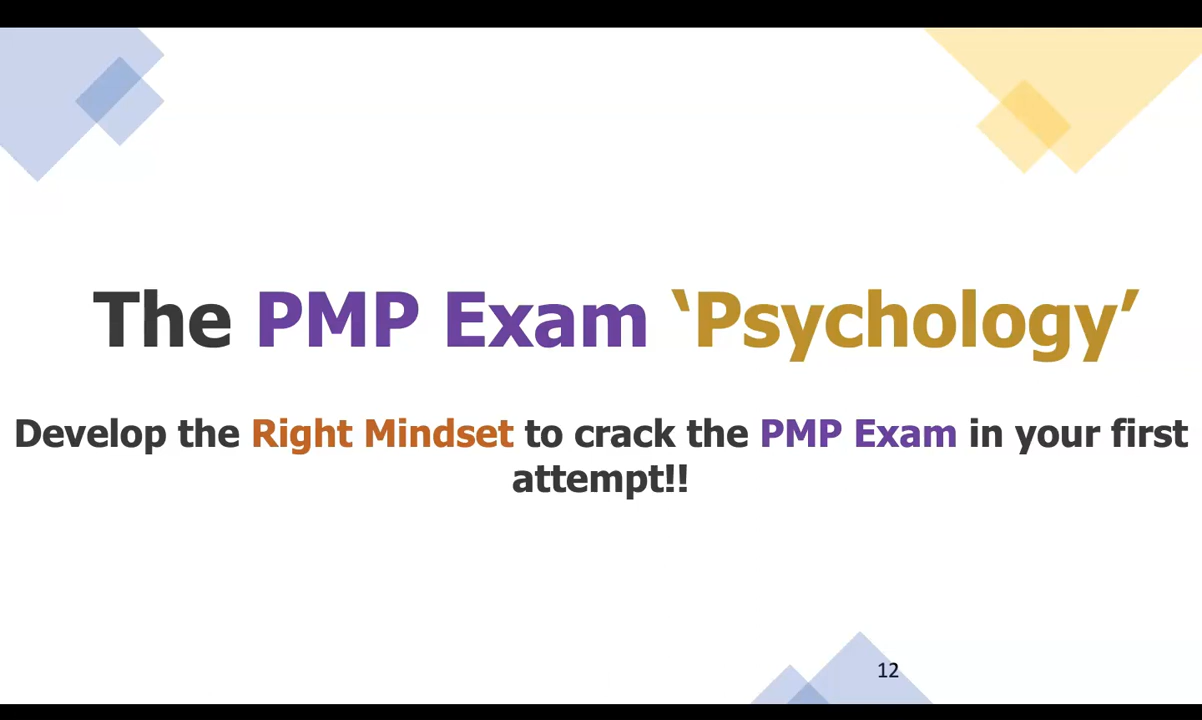 The PMP Exam ‘Psychology’
Develop the Right Mindset to crack the PMP Exam in your first
attempt!!
12